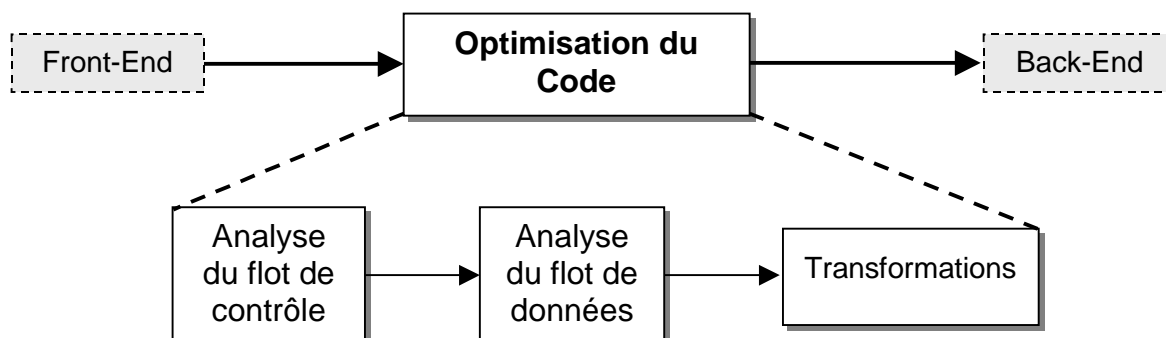 Front-End
Optimisation du
Code
Back-End
Analyse
du flot de
contrôle
Analyse
du flot de
données
Transformations